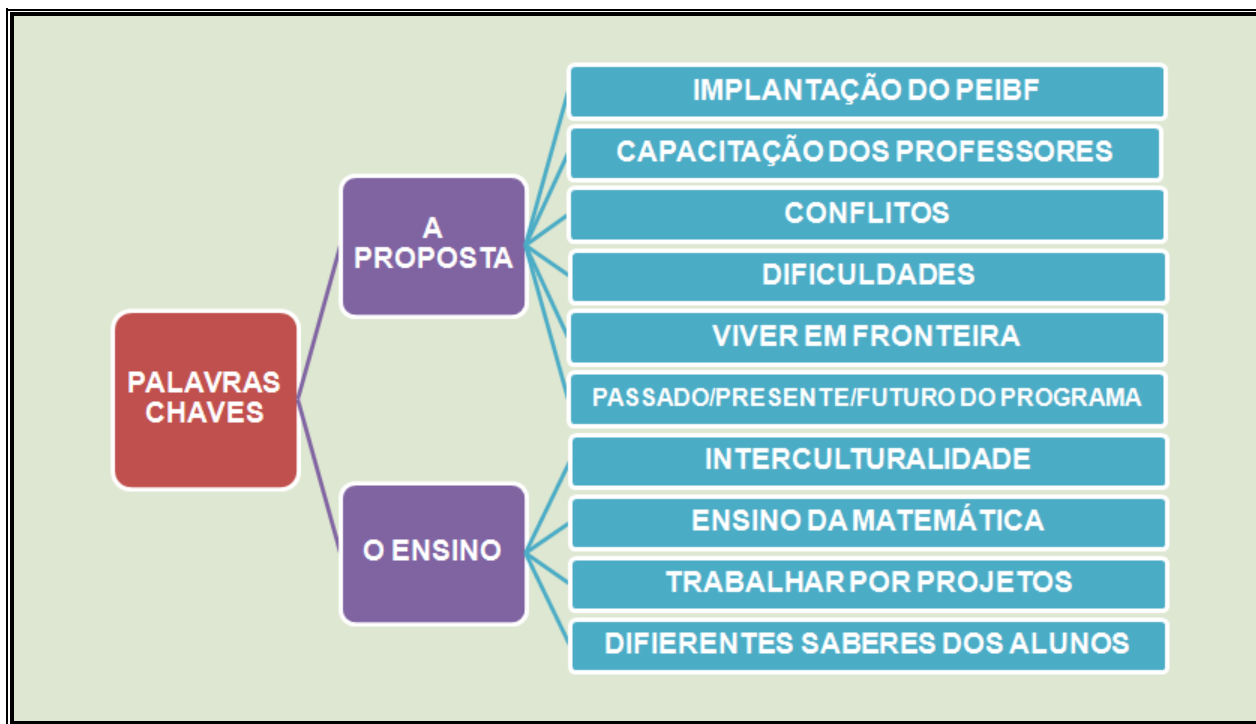 PALAVRAS
CHAVES
A
PROPOSTA
IMPLANTAÇÃO DO PEIBF
CAPACITAÇÃO DOS PROFESSORES
CONFLITOS
DIFICULDADES
VIVER EM FRONTEIRA
PASSADO/PRESENTE/FUTURO DO PROGRAMA
O ENSINO
INTERCULTURALIDADE
ENSINO DA MATEMÁTICA
TRABALHAR POR PROJETOS
DIFIERENTES SABERES DOS ALUNOS